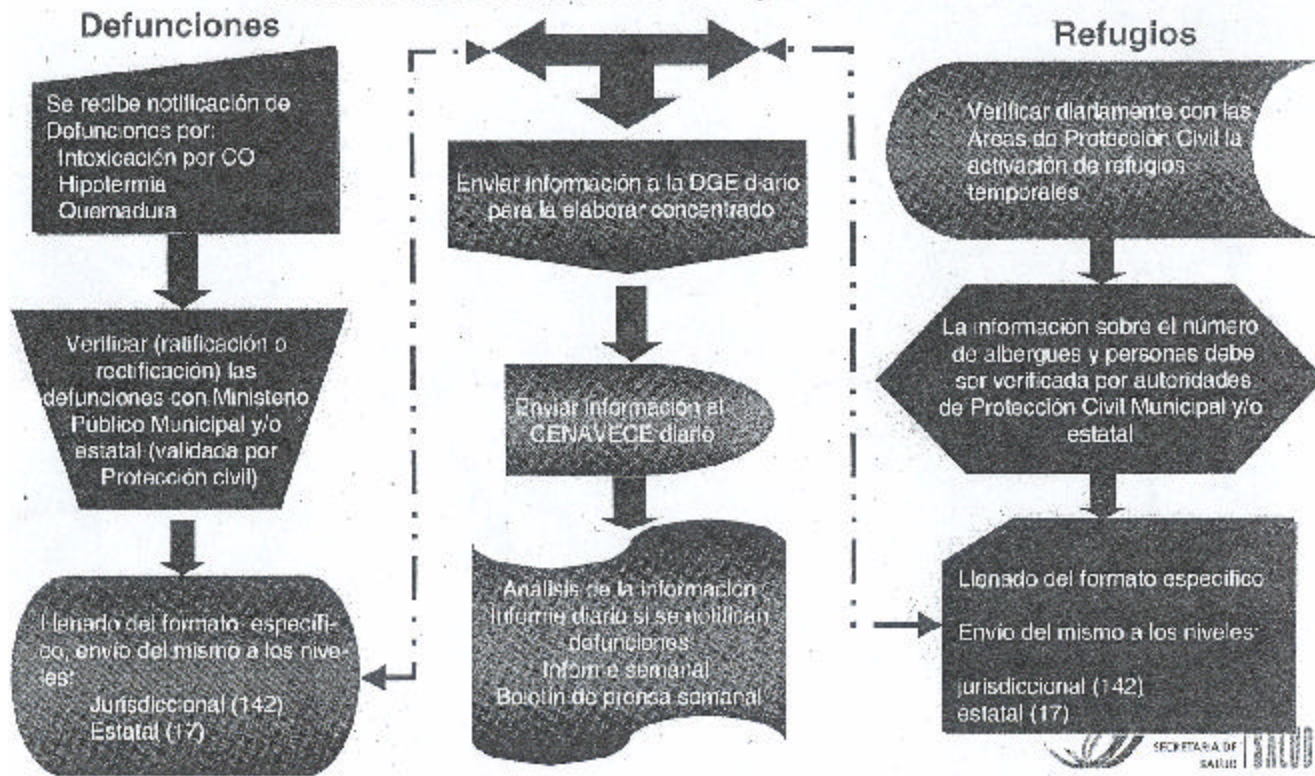 Defunciones
Se recibe notificación de
Defunciones por:
Intoxicación por CO
Hipotermia
Quemadura
Verificar (ratificación o
rectificación) las
defunciones con Ministerio
Público Municipal y/o
estatal (validada por
Protección civil)
Llenado del formato específi-
co, envío del mismo a los nive-
les:
Jurisdiccional (142)
Estatal (17)
Enviar información a la DGE diario
para la elaborar concentrado
Enviar información al
CENAVECE diario
Análisis de la información
Informe diario si se notifican
defunciones
Informe semanal
Boletín de prensa semanal
Refugios
Verificar diariamente con las
Areas de Protección Civil la
activación de refugios
temporales
La información sobre el número
de albergues y personas debe
ser verificada por autoridades
de Protección Civil Municipal y/o
estatal
Llenado del formato especifico
Envío del mismo a los niveles:
jurisdiccional (142)
estatal (17)
SECRETARIA DE
SALUD
SALUD